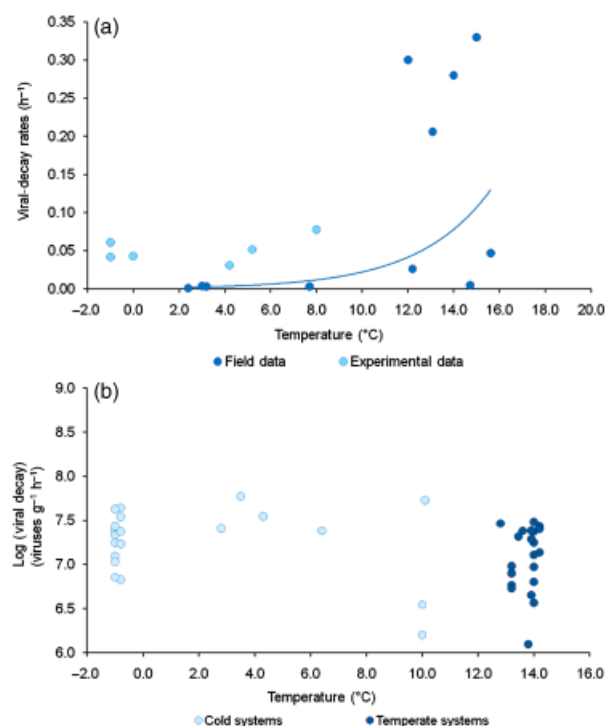 (a)
0.35
0.30
0.25
0.20
0.15
0.10
0.05
0.00
Viral-decay rates (h⁻¹)
–2.0 0.0 2.0 4.0 6.0 8.0 10.0 12.0 14.0 16.0 18.0 20.0
Temperature (°C)
Field data Experimental data
(b)
9.0
8.5
8.0
7.5
7.0
6.5
6.0
Log (viral decay)
(viruses g⁻¹ h⁻¹)
–2.0 0.0 2.0 4.0 6.0 8.0 10.0 12.0 14.0 16.0
Temperature (°C)
Cold systems Temperate systems